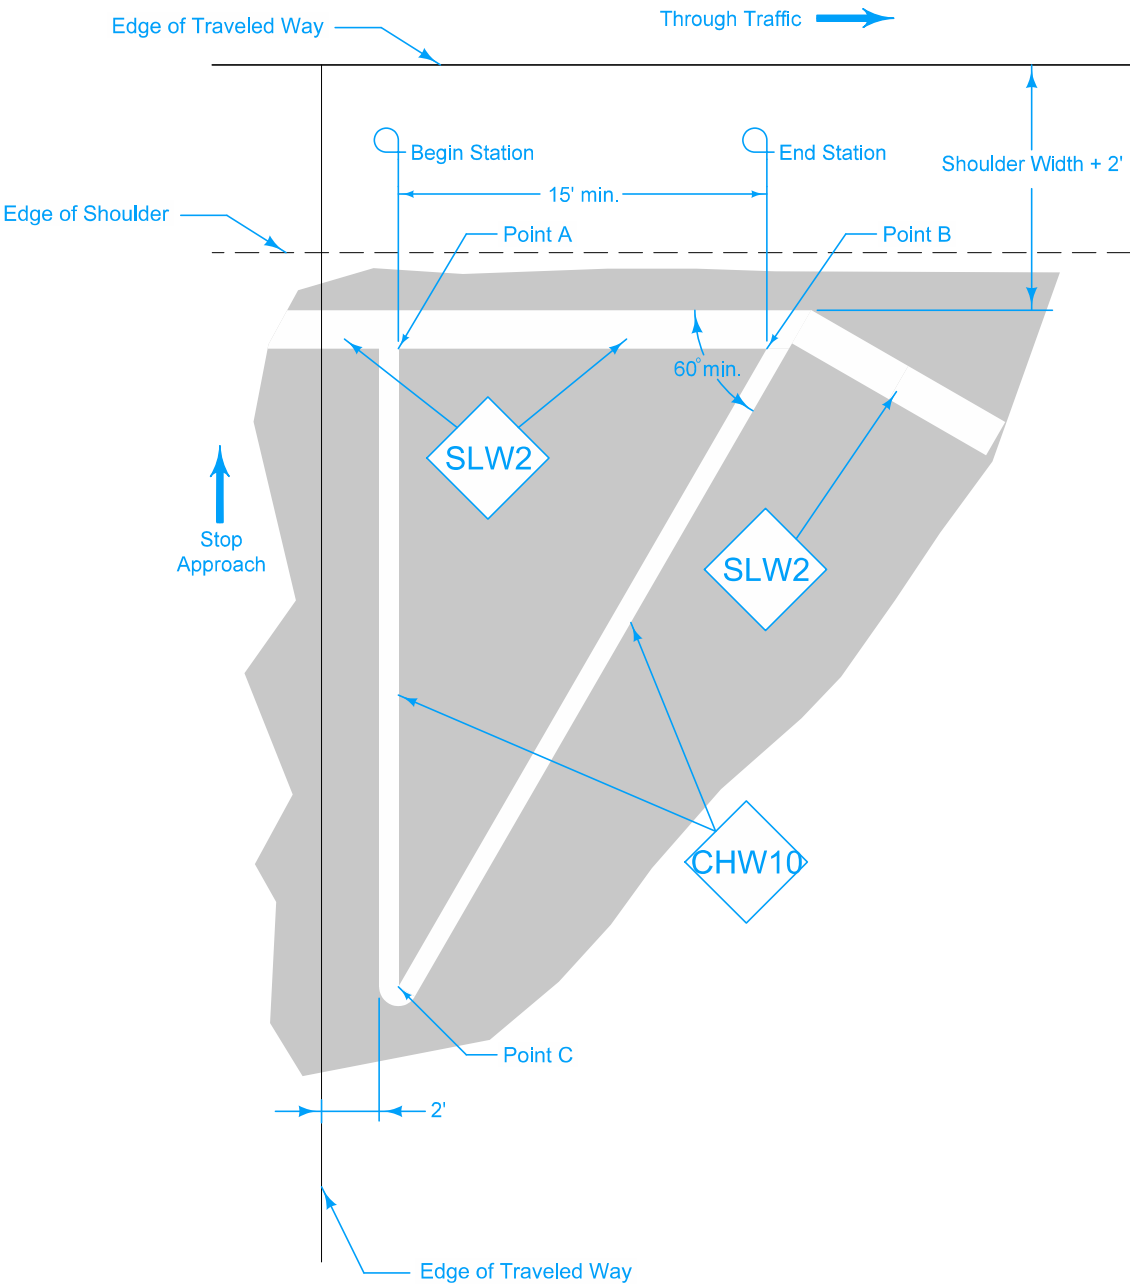 Through Traffic
Edge of Traveled Way
Begin Station
End Station
Shoulder Width + 2'
15' min.
Edge of Shoulder
Point A
Point B
60° min.
SLW2
Stop
Approach
SLW2
CHW10
Point C
2'
Edge of Traveled Way